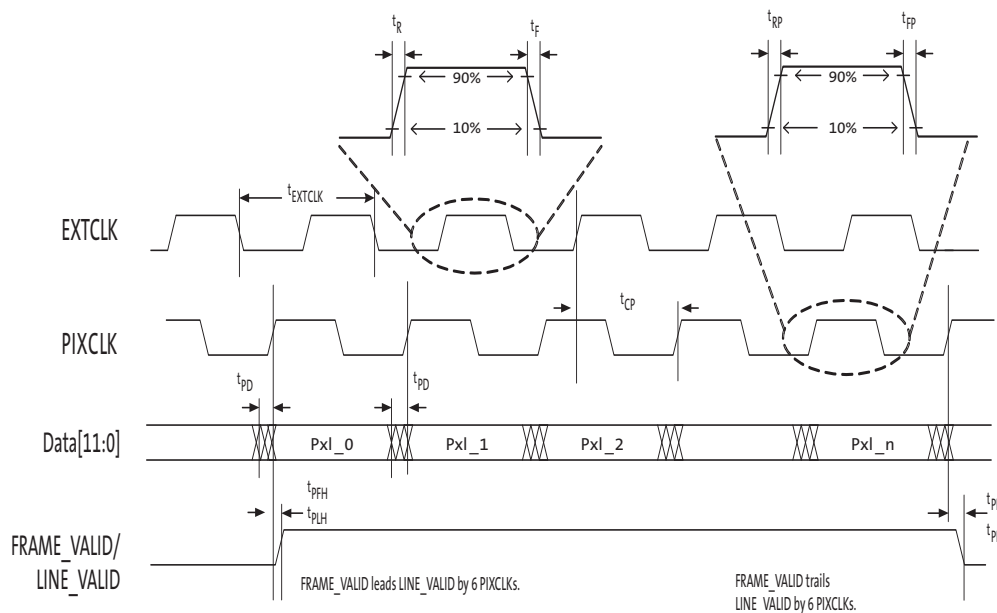 tR tF tRP tFP
90% 90%
10% 10%
tEXTCLK
EXTCLK
tCP
PIXCLK
tPD tPD
Data[11:0] Pxl_0 Pxl_1 Pxl_2 Pxl_n
tPFH
tPLH
FRAME_VALID/
LINE_VALID
FRAME_VALID leads LINE_VALID by 6 PIXCLKs.
FRAME_VALID trails
LINE_VALID by 6 PIXCLKs.